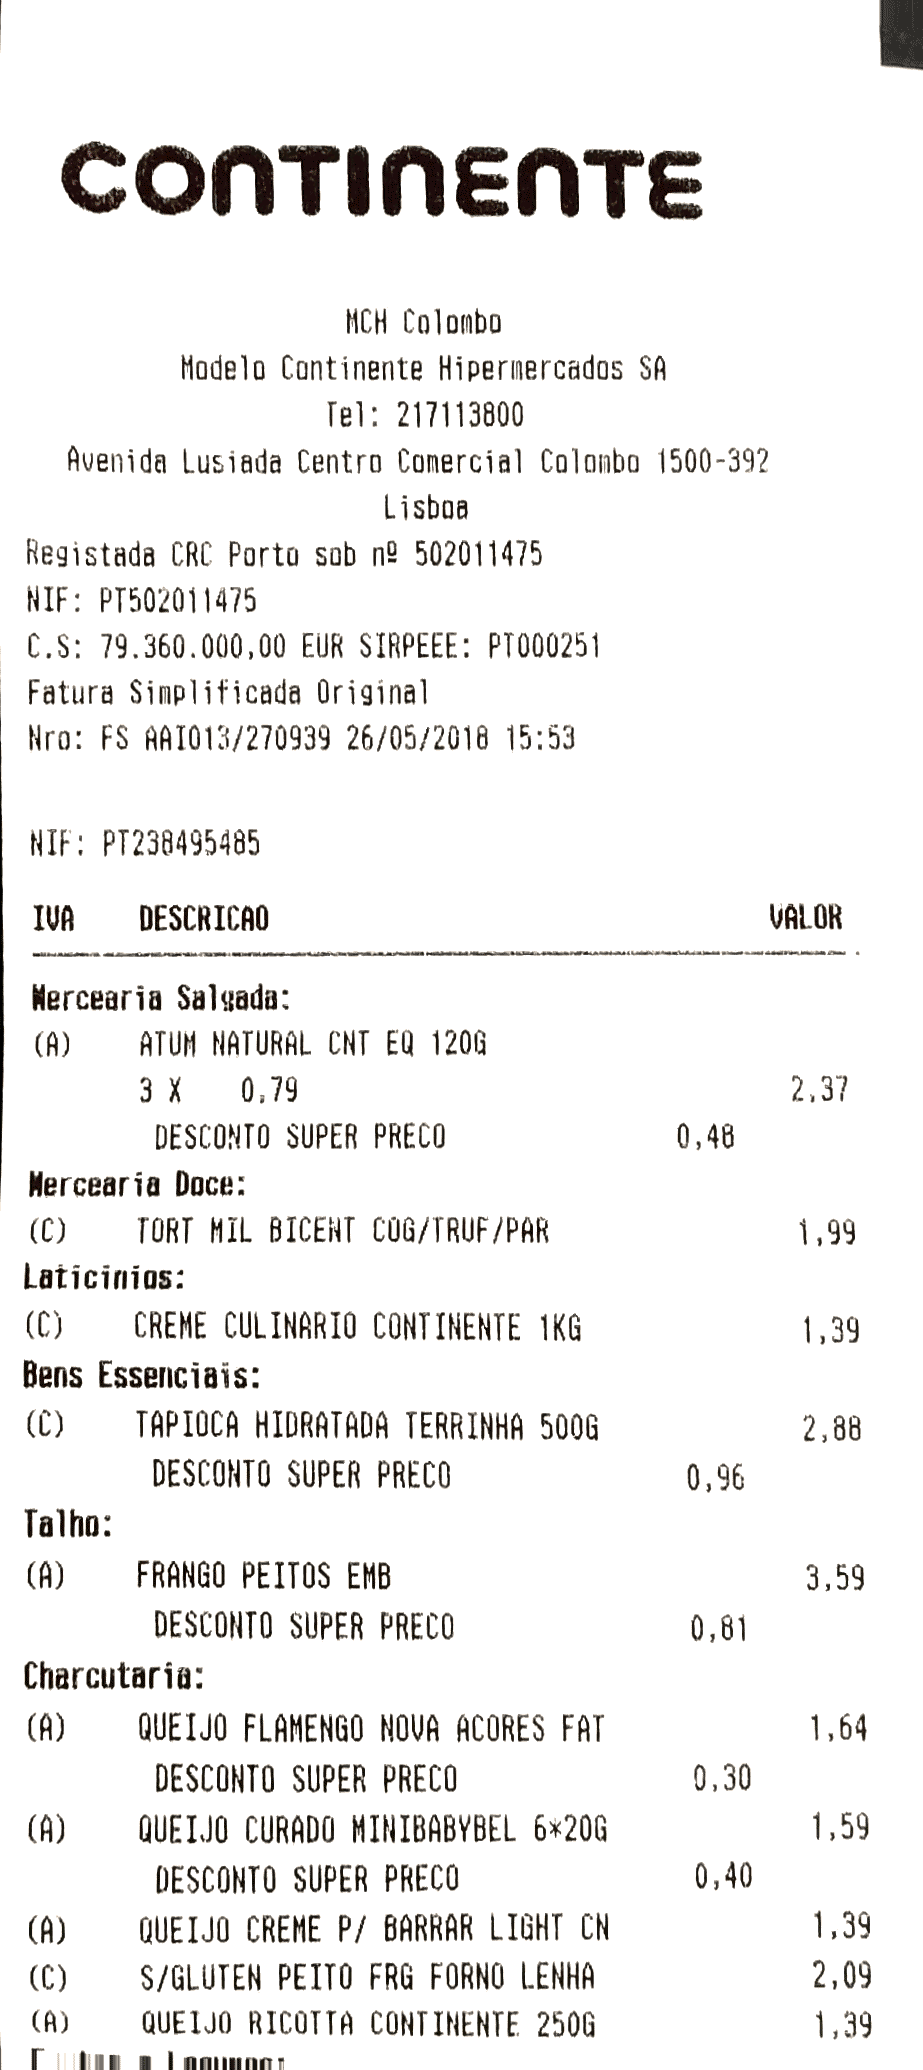 CONTINENTE
MCH Colombo
Modelo Continente Hipermercados SA
Tel: 217113800
Avenida Lusiada Centro Comercial Colombo 1500-392
Lisboa
Registada CRC Porto sob nº 502011475
NIF: PT502011475
C.S: 79.360.000,00 EUR SIRPEEE: PT000251
Fatura Simplificada Original
Nro: FS AAI013/270939 26/05/2018 15:53
NIF: PT238495485
IVA DESCRICAO VALOR
Mercearia Salgada:
(A) ATUM NATURAL CNT EQ 120G
3 X 0,79 2,37
DESCONTO SUPER PRECO 0,48
Mercearia Doce:
(C) TORT MIL BICENT COG/TRUF/PAR 1,99
Laticinios:
(C) CREME CULINARIO CONTINENTE 1KG 1,39
Bens Essenciais:
(C) TAPIOCA HIDRATADA TERRINHA 500G 2,88
DESCONTO SUPER PRECO 0,96
Talho:
(A) FRANGO PEITOS EMB 3,59
DESCONTO SUPER PRECO 0,81
Charcutaria:
(A) QUEIJO FLAMENGO NOVA ACORES FAT 1,64
DESCONTO SUPER PRECO 0,30
(A) QUEIJO CURADO MINIBABYBEL 6*20G 1,59
DESCONTO SUPER PRECO 0,40
(A) QUEIJO CREME P/ BARRAR LIGHT CN 1,39
(C) S/GLUTEN PEITO FRG FORNO LENHA 2,09
(A) QUEIJO RICOTTA CONTINENTE 250G 1,39